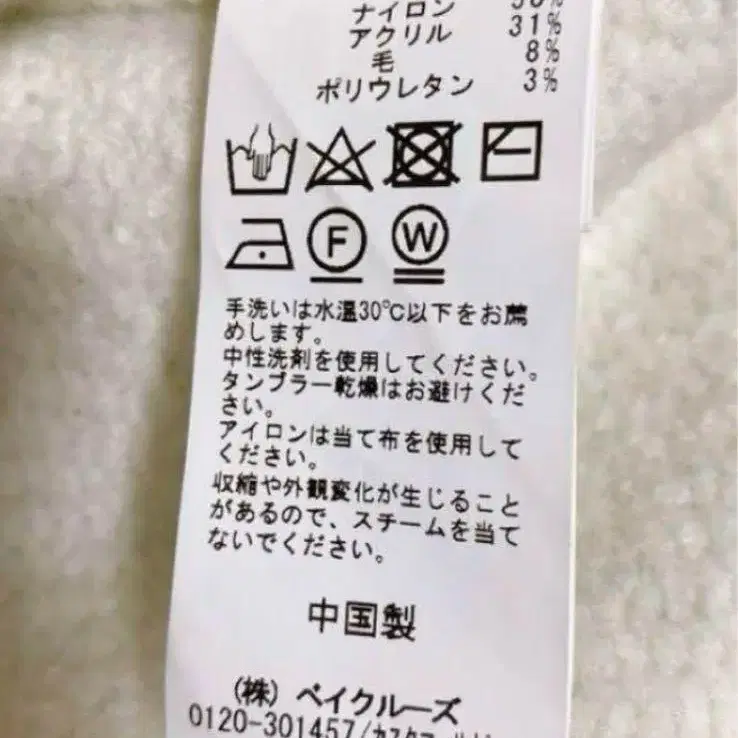 ナイロン
アクリル 31%
毛 8%
ポリウレタン 3%
F W
手洗いは水温30℃以下をお薦
めします。
中性洗剤を使用してください。
タンブラー乾燥はお避けくだ
さい。
アイロンは当て布を使用して
ください。
収縮や外観変化が生じること
があるので、スチームを当て
ないでください。
中国製
(株) ベイクルーズ
0120-301457/